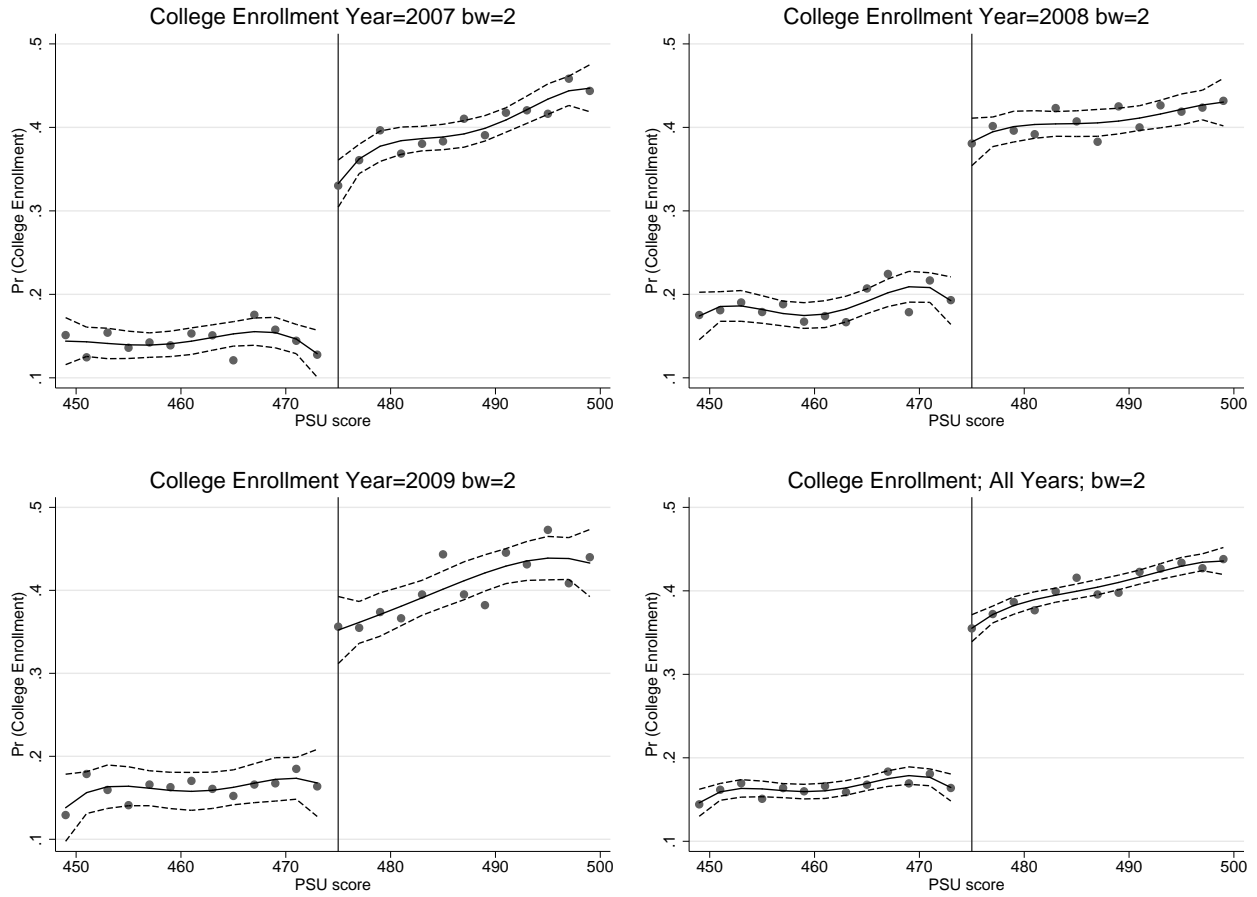 College Enrollment Year=2007 bw=2
Pr (College Enrollment)
.5
.4
.3
.2
.1
450 460 470 480 490 500
PSU score
College Enrollment Year=2008 bw=2
Pr (College Enrollment)
.5
.4
.3
.2
.1
450 460 470 480 490 500
PSU score
College Enrollment Year=2009 bw=2
Pr (College Enrollment)
.5
.4
.3
.2
.1
450 460 470 480 490 500
PSU score
College Enrollment; All Years; bw=2
Pr (College Enrollment)
.5
.4
.3
.2
.1
450 460 470 480 490 500
PSU score